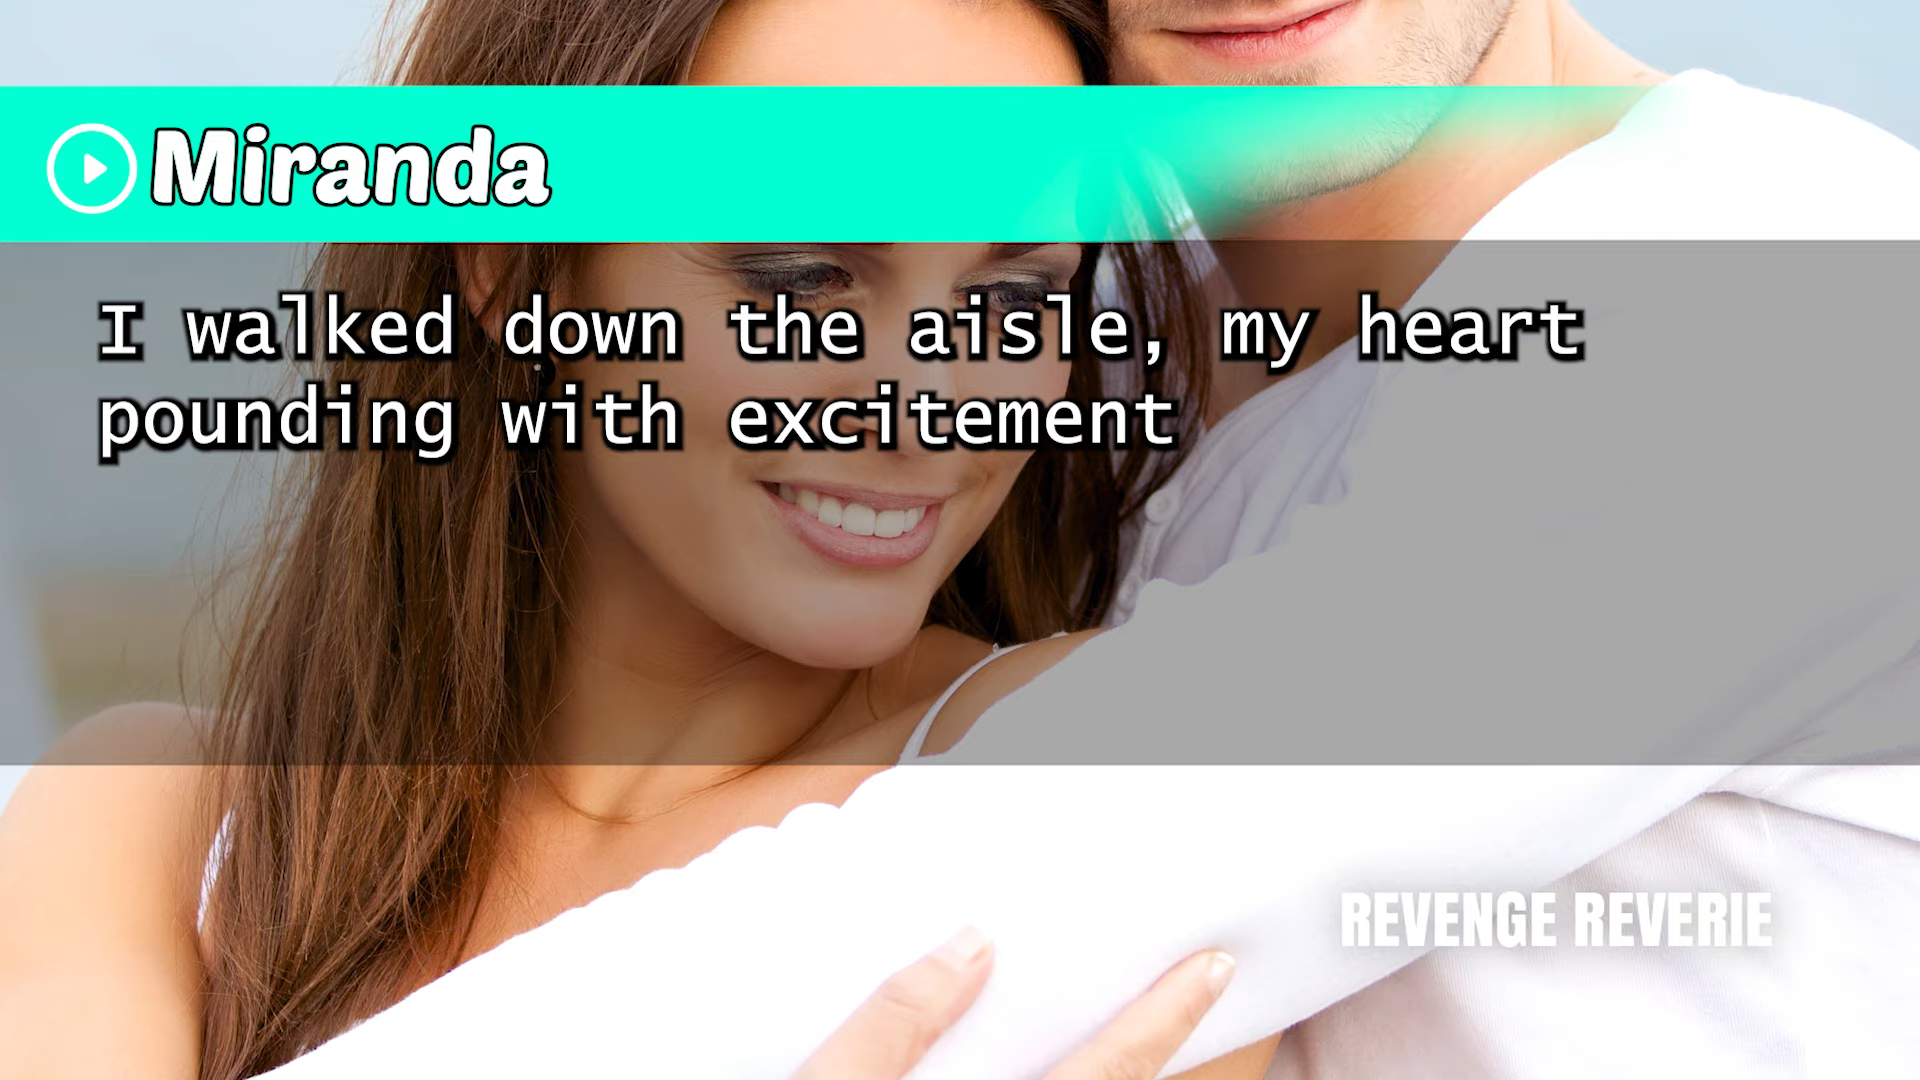 Miranda
I walked down the aisle, my heart
pounding with excitement
REVENGE REVERIE